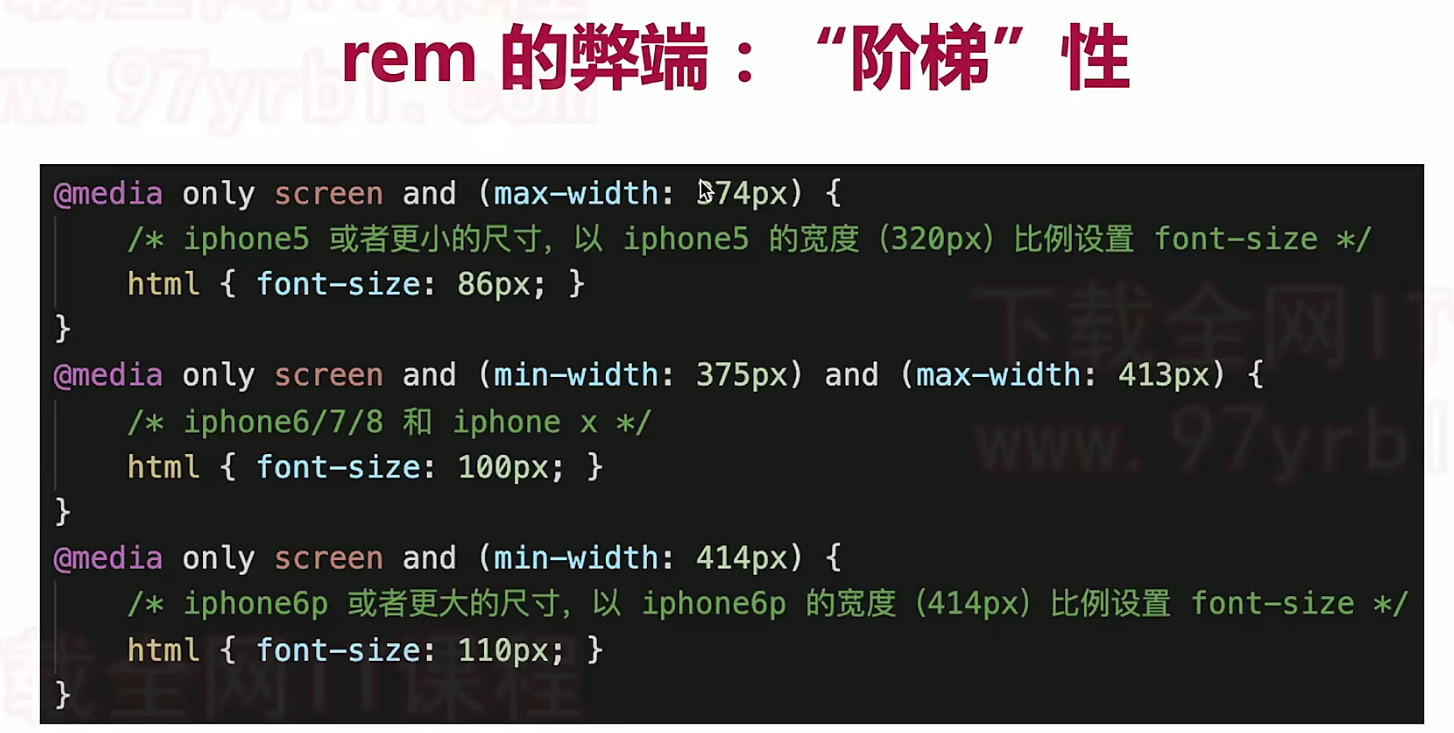 rem 的弊端：“阶梯”性
@media only screen and (max-width: 374px) {
/* iphone5 或者更小的尺寸，以 iphone5 的宽度（320px）比例设置 font-size */
html { font-size: 86px; }
}
@media only screen and (min-width: 375px) and (max-width: 413px) {
/* iphone6/7/8 和 iphone x */
html { font-size: 100px; }
}
@media only screen and (min-width: 414px) {
/* iphone6p 或者更大的尺寸，以 iphone6p 的宽度（414px）比例设置 font-size */
html { font-size: 110px; }
}
下载全网IT
www.97yrbl
载全网IT课程